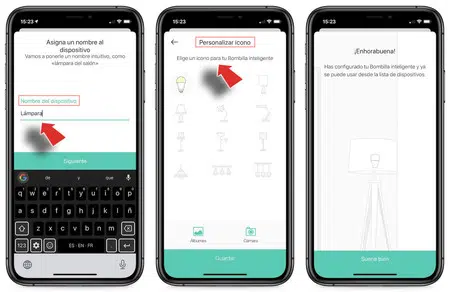 15:23
Asigna un nombre al
dispositivo
Vamos a ponerle un nombre intuitivo, como
«lámpara del salón»
Nombre del dispositivo
Lámpara
Siguiente
de
y
que
q w e r t y u i o p
a s d f g h j k l ñ
z x c v b n m
123
ES · EN · FR
15:23
Personalizar icono
Elige un icono para tu Bombilla inteligente
Álbumes
Cámara
Guardar
15:23
¡Enhorabuena!
Has configurado tu Bombilla inteligente y ya
se puede usar desde la lista de dispositivos